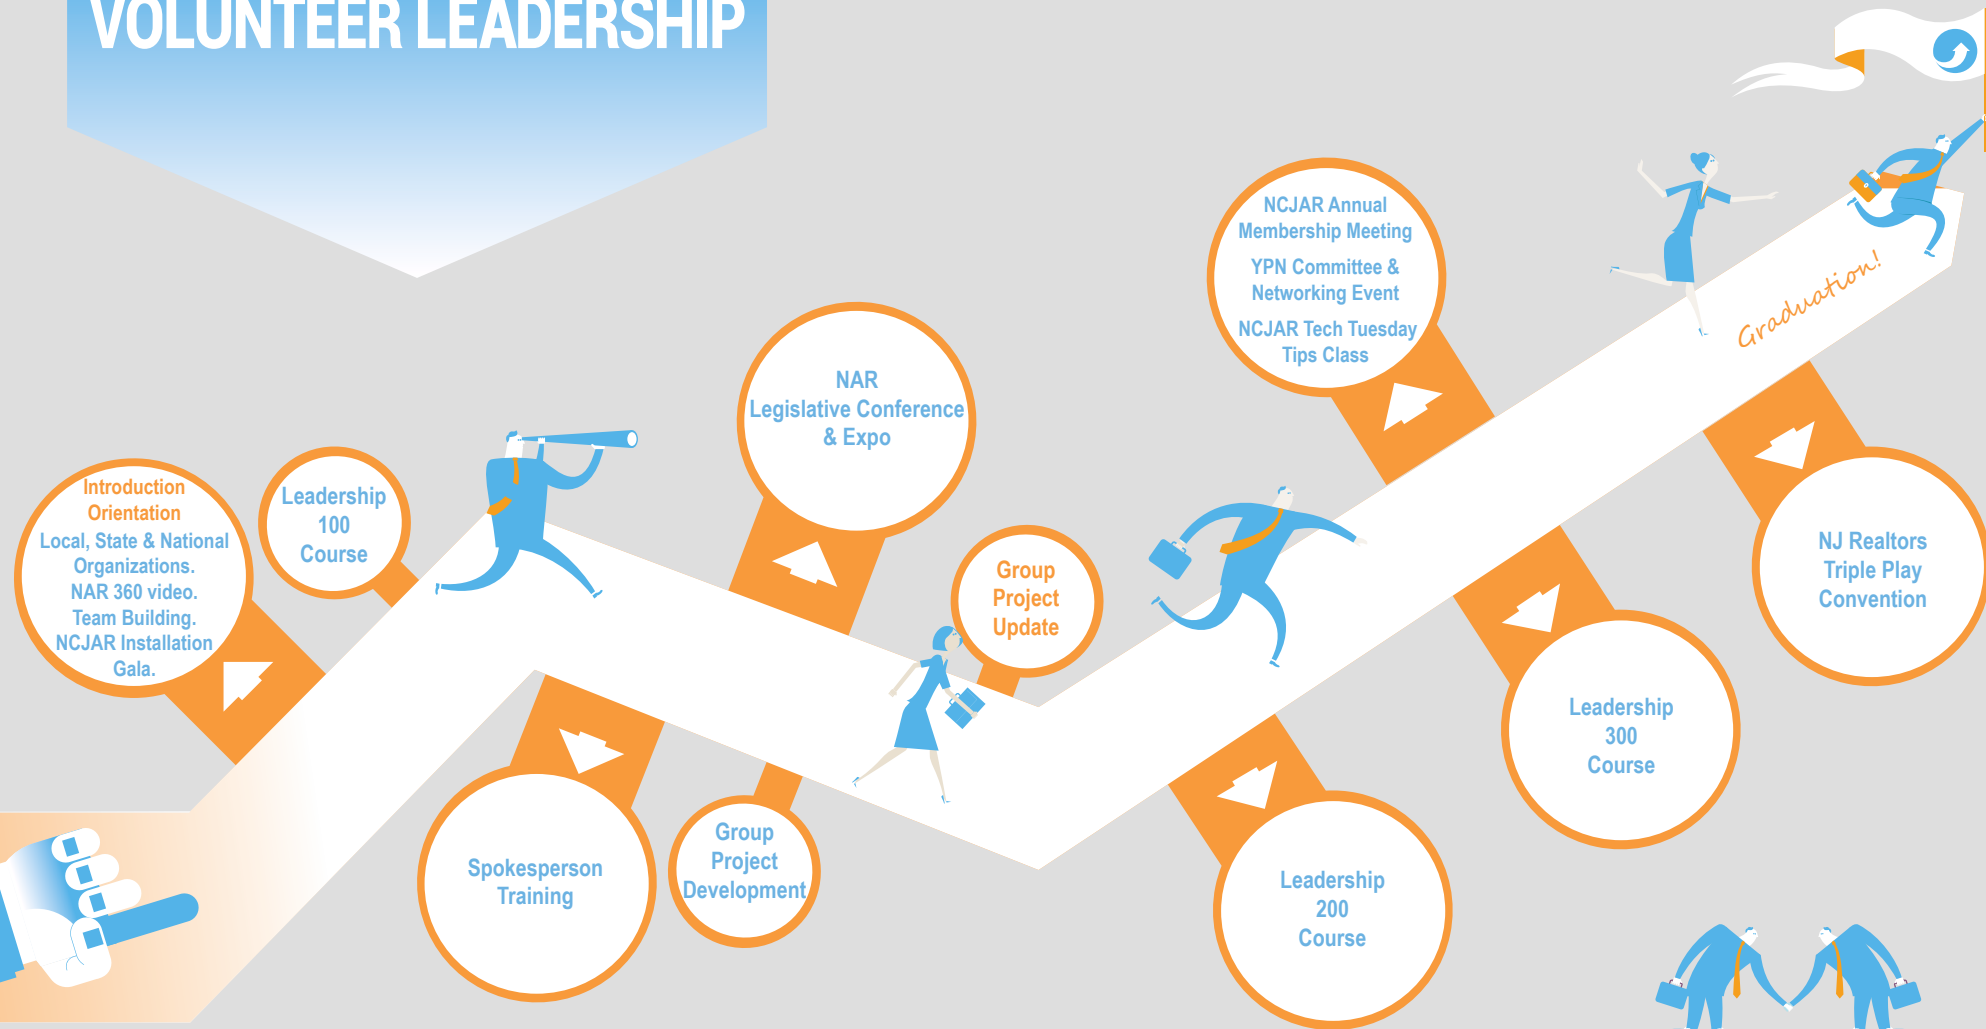 VOLUNTEER LEADERSHIP
Introduction
Orientation
Local, State & National
Organizations.
NAR 360 video.
Team Building.
NCJAR Installation
Gala.
Leadership
100
Course
Spokesperson
Training
Group
Project
Development
NAR
Legislative Conference
& Expo
Group
Project
Update
Leadership
200
Course
NCJAR Annual
Membership Meeting
YPN Committee &
Networking Event
NCJAR Tech Tuesday
Tips Class
Leadership
300
Course
NJ Realtors
Triple Play
Convention
Graduation!